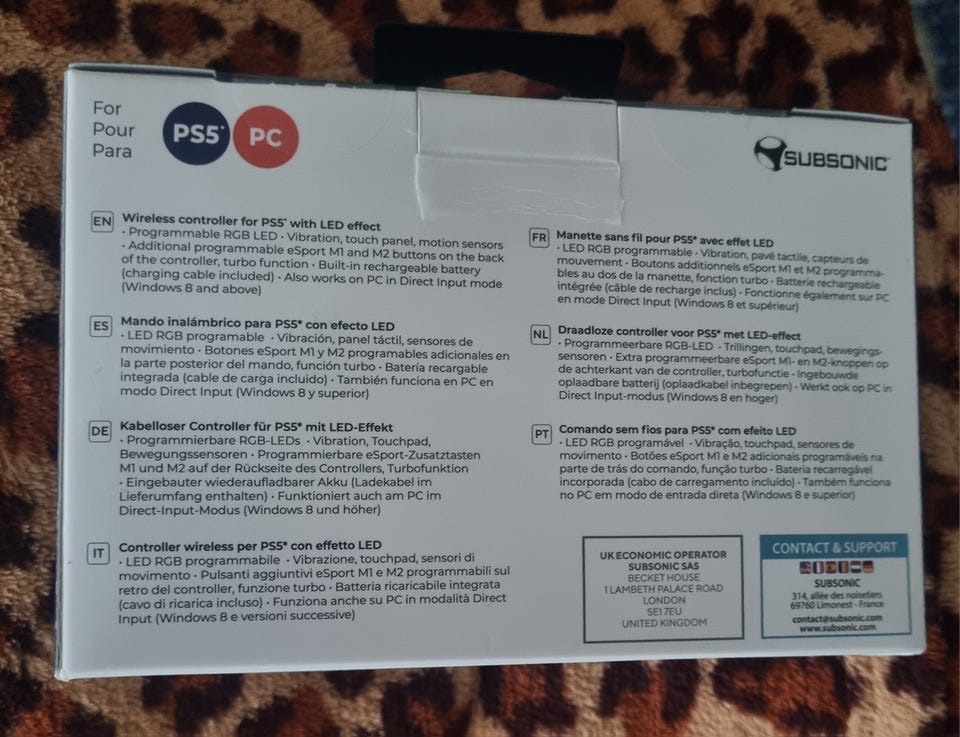 For
Pour
Para
PS5*
PC
SUBSONIC
EN
Wireless controller for PS5* with LED effect
· Programmable RGB LED · Vibration, touch panel, motion sensors
· Additional programmable eSport M1 and M2 buttons on the back
of the controller, turbo function · Built-in rechargeable battery
(charging cable included) · Also works on PC in Direct Input mode
(Windows 8 and above)
ES
Mando inalámbrico para PS5* con efecto LED
· LED RGB programable · Vibración, panel táctil, sensores de
movimiento · Botones eSport M1 y M2 programables adicionales en
la parte posterior del mando, función turbo · Batería recargable
integrada (cable de carga incluido) · También funciona en PC en
modo Direct Input (Windows 8 y superior)
DE
Kabelloser Controller für PS5* mit LED-Effekt
· Programmierbare RGB-LEDs · Vibration, Touchpad,
Bewegungssensoren · Programmierbare eSport-Zusatztasten
M1 und M2 auf der Rückseite des Controllers, Turbofunktion
· Eingebauter wiederaufladbarer Akku (Ladekabel im
Lieferumfang enthalten) · Funktioniert auch am PC im
Direct-Input-Modus (Windows 8 und höher)
IT
Controller wireless per PS5* con effetto LED
· LED RGB programmabile · Vibrazione, touchpad, sensori di
movimento · Pulsanti aggiuntivi eSport M1 e M2 programmabili sul
retro del controller, funzione turbo · Batteria ricaricabile integrata
(cavo di ricarica incluso) · Funziona anche su PC in modalità Direct
Input (Windows 8 e versioni successive)
FR
Manette sans fil pour PS5* avec effet LED
· LED RGB programmable · Vibration, pavé tactile, capteurs de
mouvement · Boutons additionnels eSport M1 et M2 programma-
bles au dos de la manette, fonction turbo · Batterie rechargeable
intégrée (câble de recharge inclus) · Fonctionne également sur PC
en mode Direct Input (Windows 8 et supérieur)
NL
Draadloze controller voor PS5* met LED-effect
· Programmeerbare RGB-LED · Trillingen, touchpad, bewegings-
sensoren · Extra programmeerbare eSport M1- en M2-knoppen op
de achterkant van de controller, turbofunctie · Ingebouwde
oplaadbare batterij (oplaadkabel inbegrepen) · Werkt ook op PC in
Direct Input-modus (Windows 8 en hoger)
PT
Comando sem fios para PS5* com efeito LED
· LED RGB programável · Vibração, touchpad, sensores de
movimento · Botões eSport M1 e M2 adicionais programáveis na
parte de trás do comando, função turbo · Bateria recarregável
incorporada (cabo de carregamento incluído) · Também funciona
no PC em modo de entrada direta (Windows 8 e superior)
UK ECONOMIC OPERATOR
SUBSONIC SAS
BECKET HOUSE
1 LAMBETH PALACE ROAD
LONDON
SE1 7EU
UNITED KINGDOM
CONTACT & SUPPORT
SUBSONIC
314, allée des noisetiers
69760 Limonest - France
contact@subsonic.com
www.subsonic.com